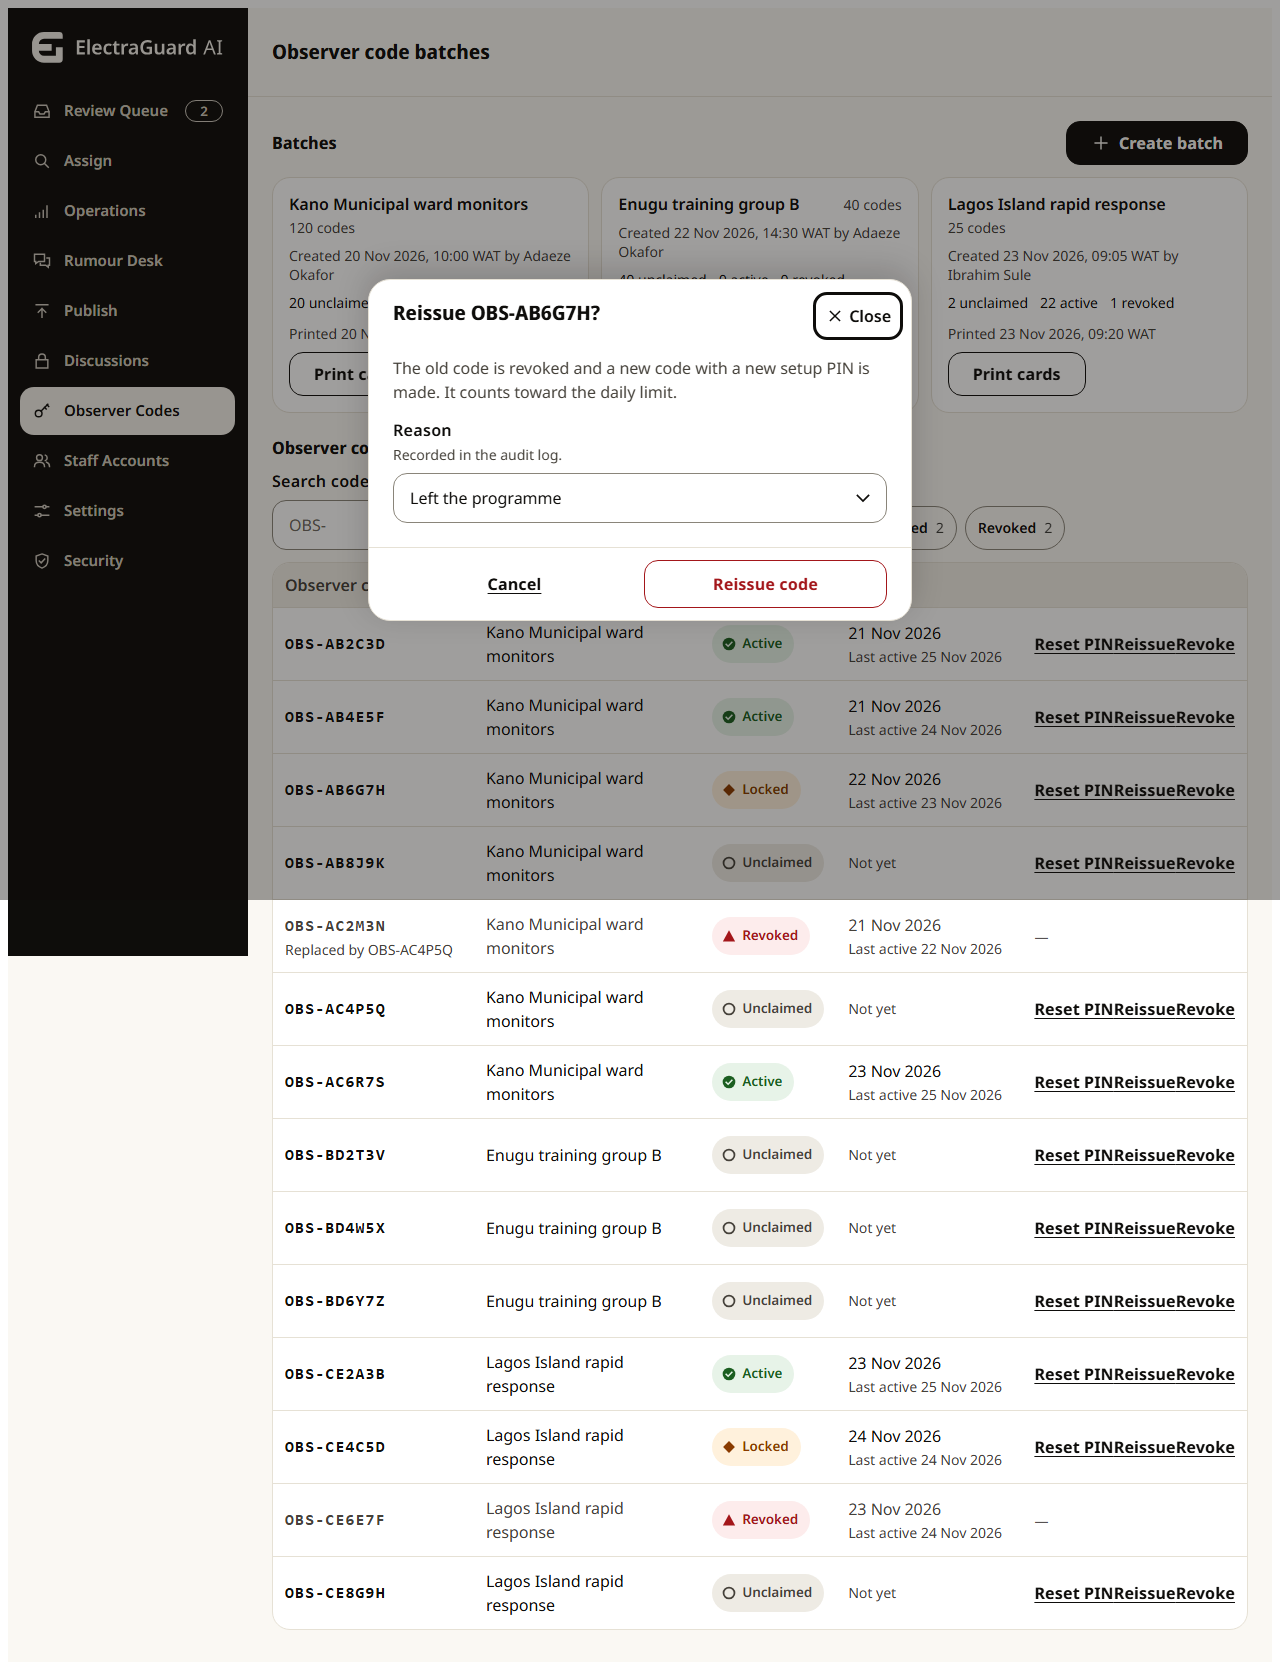 ElectraGuard AI
Review Queue 2
Assign
Operations
Rumour Desk
Publish
Discussions
Observer Codes
Staff Accounts
Settings
Security
Observer code batches
Batches
Create batch
Kano Municipal ward monitors
120 codes
Created 20 Nov 2026, 10:00 WAT by Adaeze
Okafor
20
Printed 20
Enugu training group B 40 codes
Created 22 Nov 2026, 14:30 WAT by Adaeze
Okafor
Lagos Island rapid response
25 codes
Created 23 Nov 2026, 09:05 WAT by
Ibrahim Sule
2 unclaimed 22 active 1 revoked
Printed 23 Nov 2026, 09:20 WAT
Print cards
Reissue OBS-AB6G7H?
Close
The old code is revoked and a new code with a new setup PIN is
made. It counts toward the daily limit.
Reason
Recorded in the audit log.
Left the programme
Cancel
Reissue code
Observer
Search code
OBS-
2
Revoked 2
Observer
OBS-AB2C3D Kano Municipal ward monitors Active 21 Nov 2026 Last active 25 Nov 2026 Reset PIN Reissue Revoke
OBS-AB4E5F Kano Municipal ward monitors Active 21 Nov 2026 Last active 24 Nov 2026 Reset PIN Reissue Revoke
OBS-AB6G7H Kano Municipal ward monitors Locked 22 Nov 2026 Last active 23 Nov 2026 Reset PIN Reissue Revoke
OBS-AB8J9K Kano Municipal ward monitors Unclaimed Not yet Reset PIN Reissue Revoke
OBS-AC2M3N Replaced by OBS-AC4P5Q Kano Municipal ward monitors Revoked 21 Nov 2026 Last active 22 Nov 2026 —
OBS-AC4P5Q Kano Municipal ward monitors Unclaimed Not yet Reset PIN Reissue Revoke
OBS-AC6R7S Kano Municipal ward monitors Active 23 Nov 2026 Last active 25 Nov 2026 Reset PIN Reissue Revoke
OBS-BD2T3V Enugu training group B Unclaimed Not yet Reset PIN Reissue Revoke
OBS-BD4W5X Enugu training group B Unclaimed Not yet Reset PIN Reissue Revoke
OBS-BD6Y7Z Enugu training group B Unclaimed Not yet Reset PIN Reissue Revoke
OBS-CE2A3B Lagos Island rapid response Active 23 Nov 2026 Last active 25 Nov 2026 Reset PIN Reissue Revoke
OBS-CE4C5D Lagos Island rapid response Locked 24 Nov 2026 Last active 24 Nov 2026 Reset PIN Reissue Revoke
OBS-CE6E7F Lagos Island rapid response Revoked 23 Nov 2026 Last active 24 Nov 2026 —
OBS-CE8G9H Lagos Island rapid response Unclaimed Not yet Reset PIN Reissue Revoke